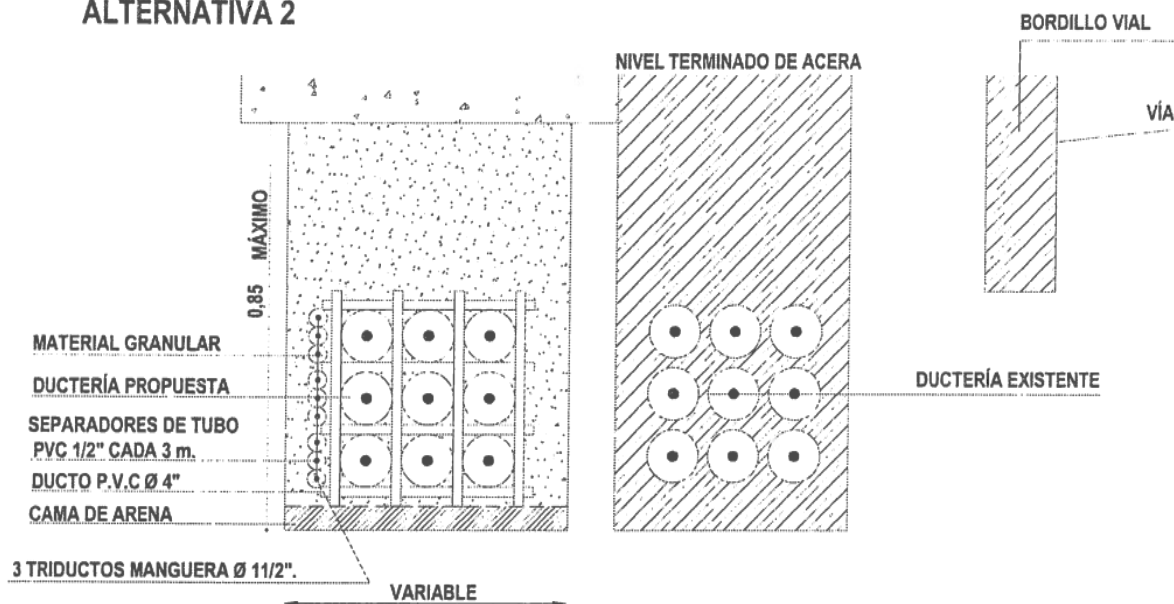 ALTERNATIVA 2
BORDILLO VIAL
NIVEL TERMINADO DE ACERA
VÍA
0,85 MÁXIMO
MATERIAL GRANULAR
DUCTERÍA PROPUESTA
DUCTERÍA EXISTENTE
SEPARADORES DE TUBO
PVC 1/2" CADA 3 m.
DUCTO P.V.C Ø 4"
CAMA DE ARENA
3 TRIDUCTOS MANGUERA Ø 11/2".
VARIABLE